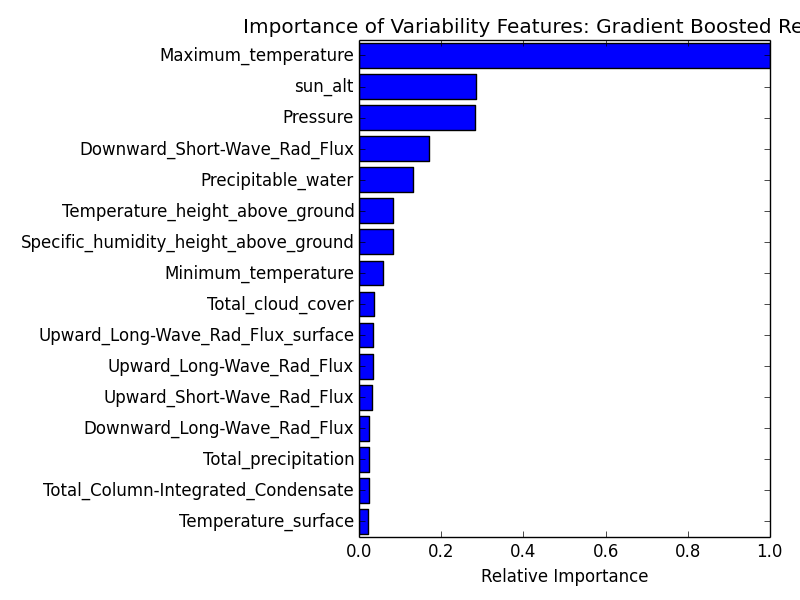 Importance of Variability Features: Gradient Boosted Re
Maximum_temperature
sun_alt
Pressure
Downward_Short-Wave_Rad_Flux
Precipitable_water
Temperature_height_above_ground
Specific_humidity_height_above_ground
Minimum_temperature
Total_cloud_cover
Upward_Long-Wave_Rad_Flux_surface
Upward_Long-Wave_Rad_Flux
Upward_Short-Wave_Rad_Flux
Downward_Long-Wave_Rad_Flux
Total_precipitation
Total_Column-Integrated_Condensate
Temperature_surface
0.0 0.2 0.4 0.6 0.8 1.0
Relative Importance